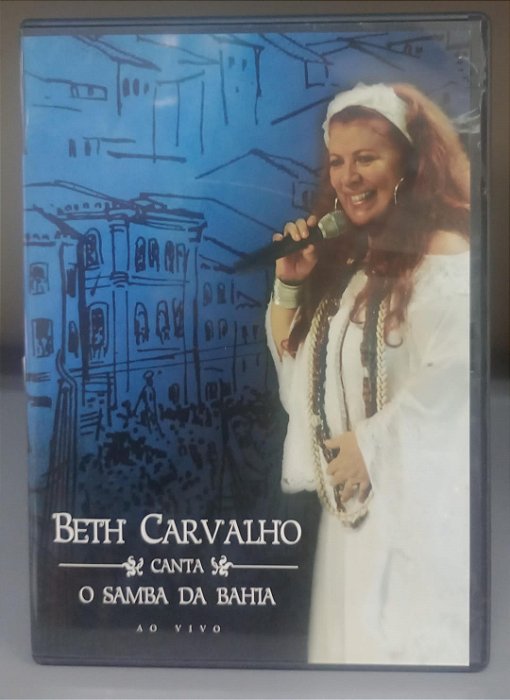 BETH CARVALHO
CANTA
O SAMBA DA BAHIA
AO VIVO